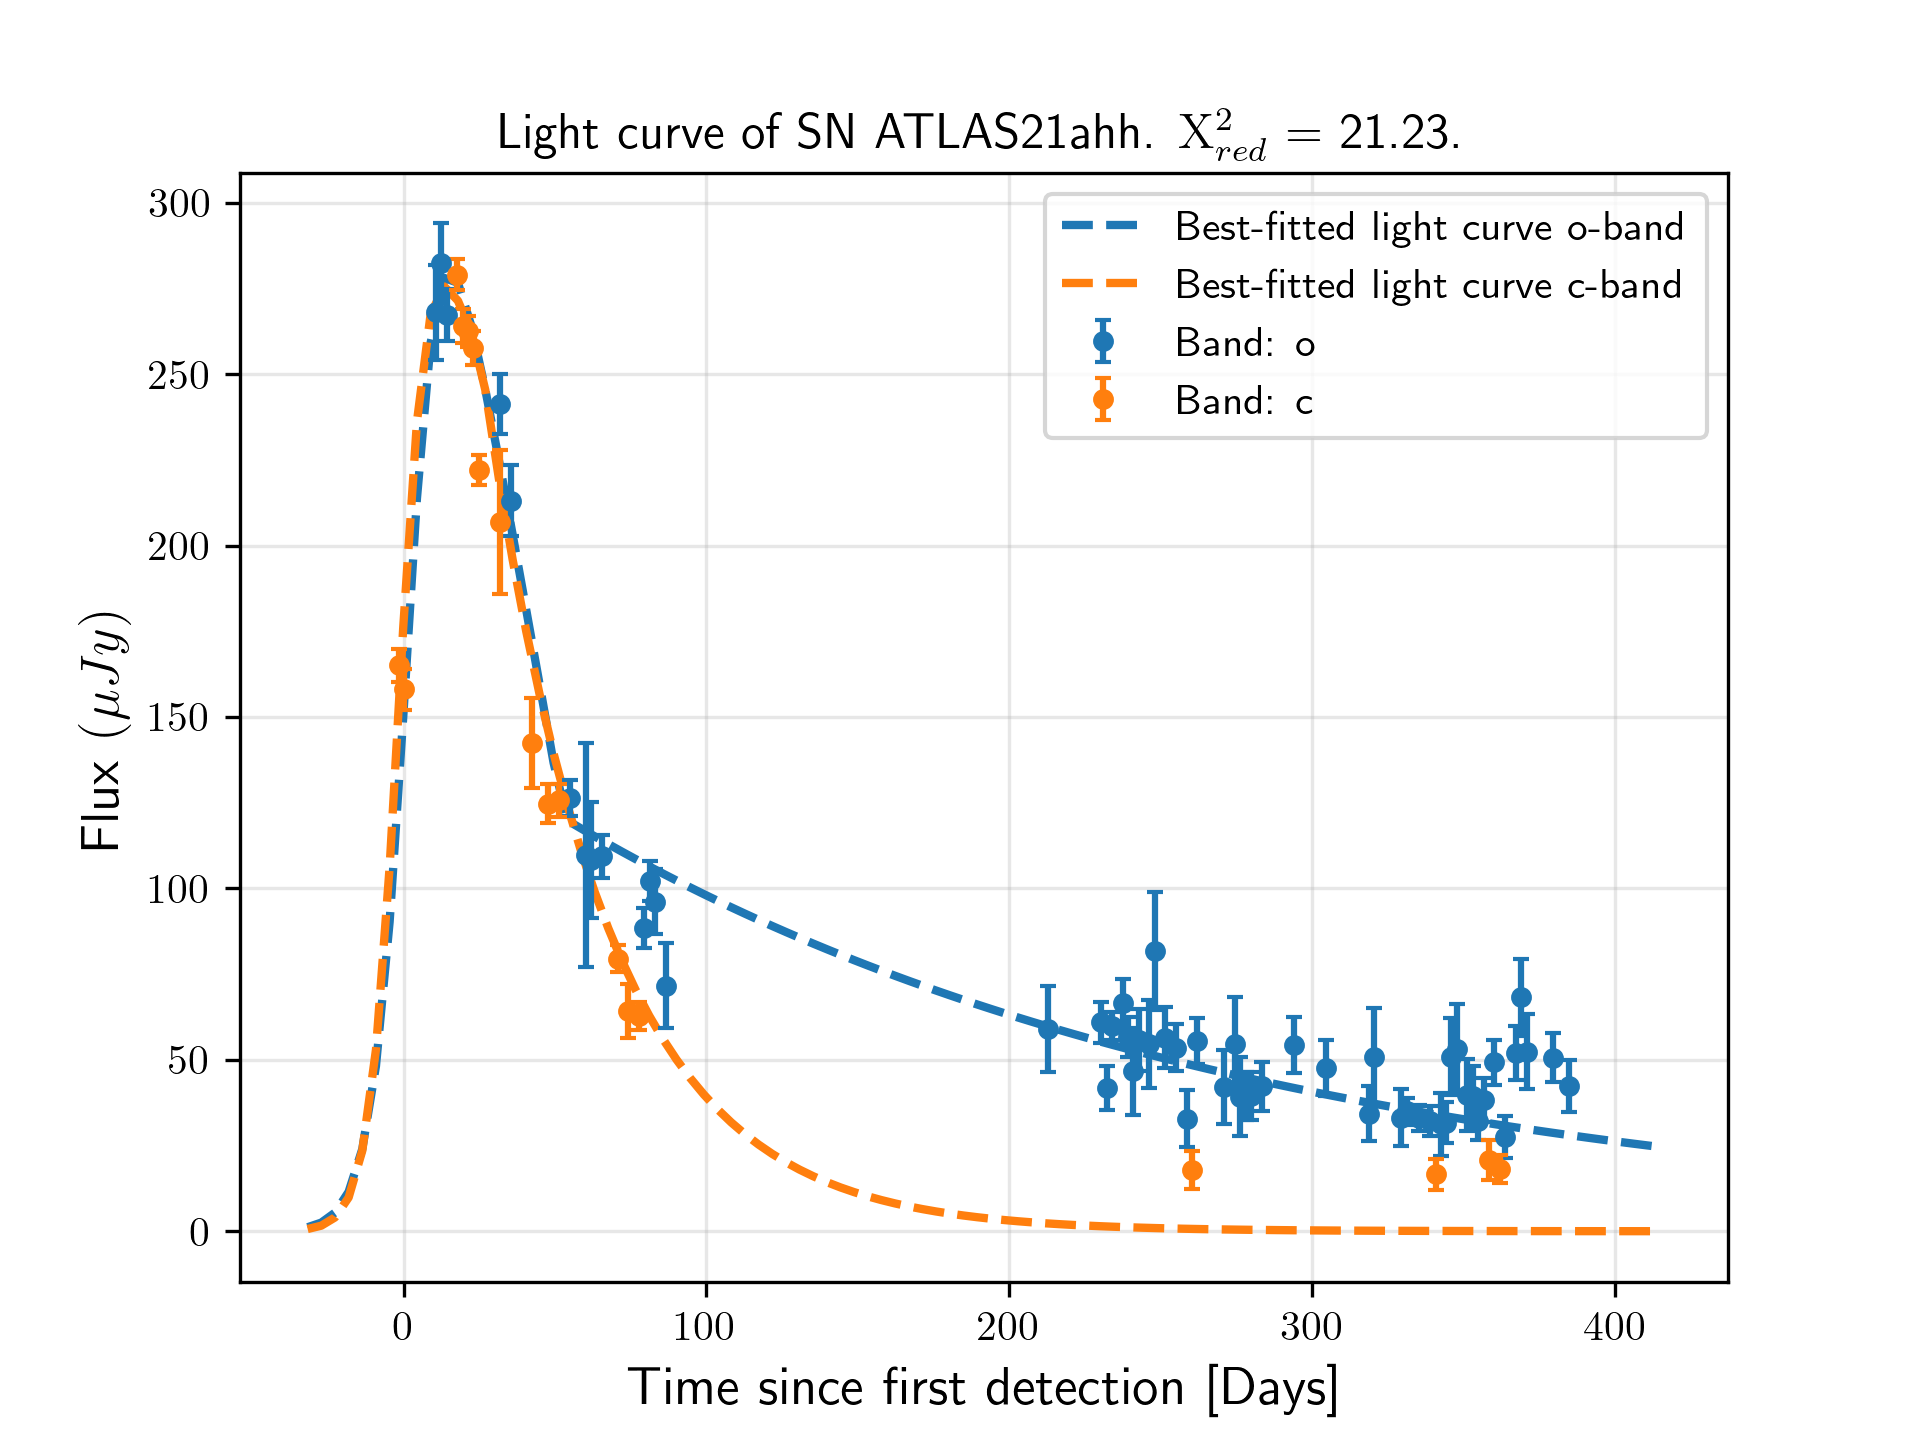 Light curve of SN ATLAS21ahh. X²_red = 21.23.
Best-fitted light curve o-band
Best-fitted light curve c-band
Band: o
Band: c
Flux (μJy)
300
250
200
150
100
50
0
0 100 200 300 400
Time since first detection [Days]